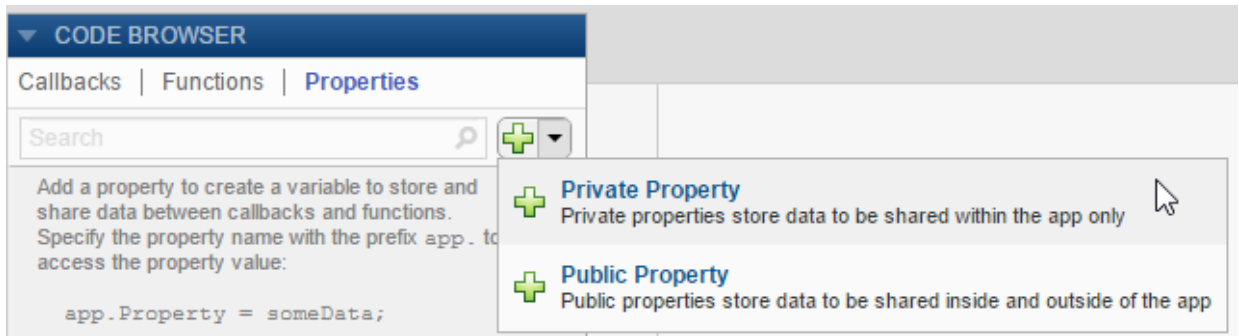 CODE BROWSER
Callbacks | Functions | Properties
Search
Add a property to create a variable to store and
share data between callbacks and functions.
Specify the property name with the prefix app. to
access the property value:
app.Property = someData;
Private Property
Private properties store data to be shared within the app only
Public Property
Public properties store data to be shared inside and outside of the app